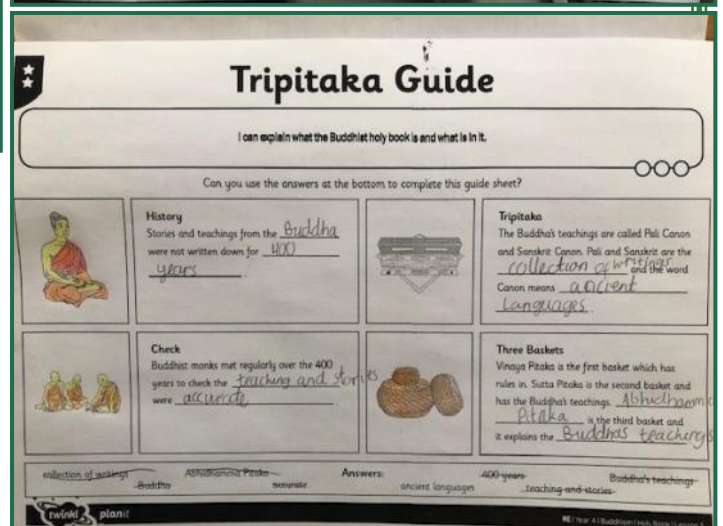 Tripitaka Guide
I can explain what the Buddhist holy book is and what is in it.
Can you use the answers at the bottom to complete this guide sheet?
History
Stories and teachings from the Buddha
were not written down for 400
years
Tripitaka
The Buddha's teachings are called Pali Canon
and Sanskrit Canon. Pali and Sanskrit are the
collection of writings and the word
Canon means ancient
Languages.
Check
Buddhist monks met regularly over the 400
years to check the teaching and stories
were accurate.
Three Baskets
Vinaya Pitaka is the first basket which has
rules in. Sutta Pitaka is the second basket and
has the Buddha's teachings. Abhidhamm
Pitaka is the third basket and
it explains the Buddhas teachings
collection of writings Abhidhamma Pitaka Answers: 400 years Buddha's teachings
Buddha accurate ancient languages teaching and stories
twinkl planit